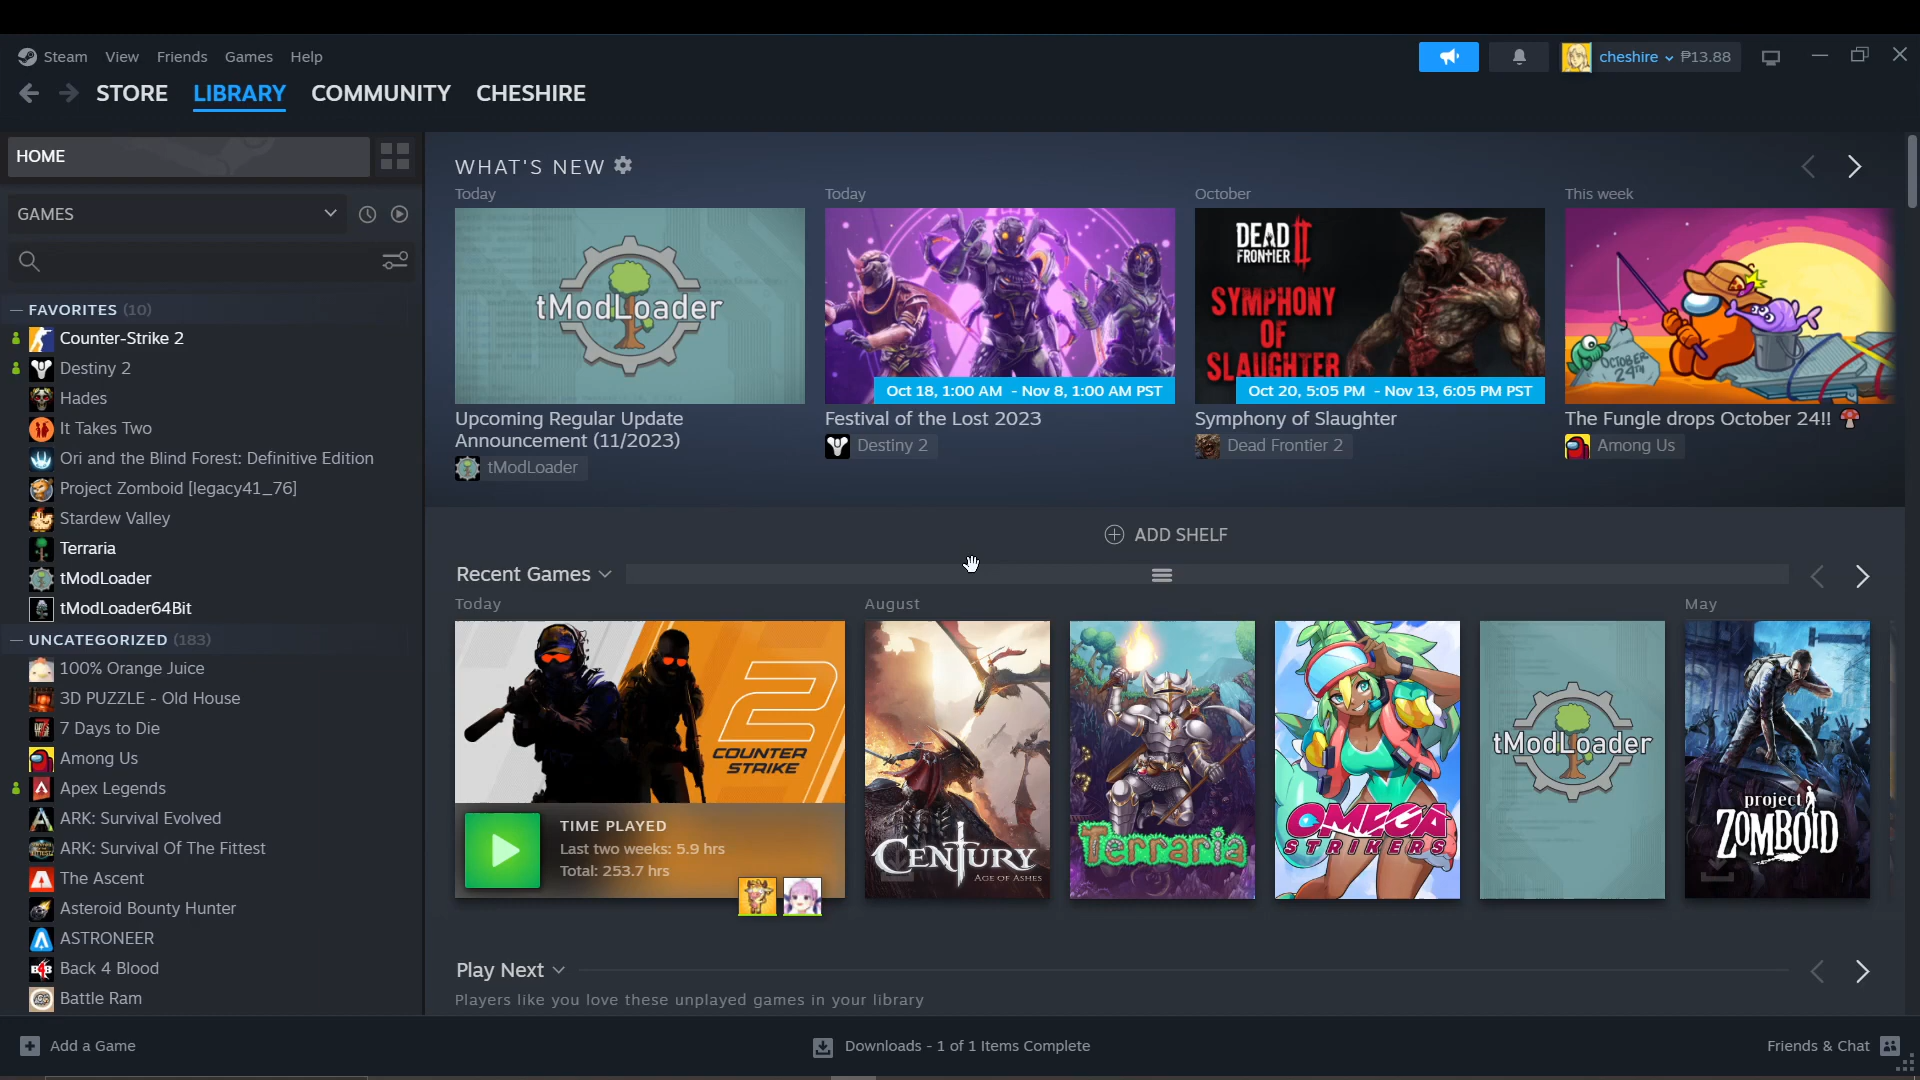 Steam View Friends Games Help
cheshire ₱13.88
STORE LIBRARY COMMUNITY CHESHIRE
HOME
GAMES
— FAVORITES (10)
Counter-Strike 2
Destiny 2
Hades
It Takes Two
Ori and the Blind Forest: Definitive Edition
Project Zomboid [legacy41_76]
Stardew Valley
Terraria
tModLoader
tModLoader64Bit
— UNCATEGORIZED (183)
100% Orange Juice
3D PUZZLE - Old House
7 Days to Die
Among Us
Apex Legends
ARK: Survival Evolved
ARK: Survival Of The Fittest
The Ascent
Asteroid Bounty Hunter
ASTRONEER
Back 4 Blood
Battle Ram
WHAT'S NEW
Today
tModLoader
Upcoming Regular Update
Announcement (11/2023)
tModLoader
Today
Oct 18, 1:00 AM - Nov 8, 1:00 AM PST
Festival of the Lost 2023
Destiny 2
October
DEAD
FRONTIER II
SYMPHONY
OF
SLAUGHTER
Oct 20, 5:05 PM - Nov 13, 6:05 PM PST
Symphony of Slaughter
Dead Frontier 2
This week
OCTOBER
24TH
The Fungle drops October 24!! 🍄
Among Us
ADD SHELF
Recent Games
Today
August
May
2
COUNTER
STRIKE
TIME PLAYED
Last two weeks: 5.9 hrs
Total: 253.7 hrs
CENTURY
AGE OF ASHES
Terraria
OMEGA
STRIKERS
tModLoader
project
ZOMBOID
Play Next
Players like you love these unplayed games in your library
Add a Game
Downloads - 1 of 1 Items Complete
Friends & Chat